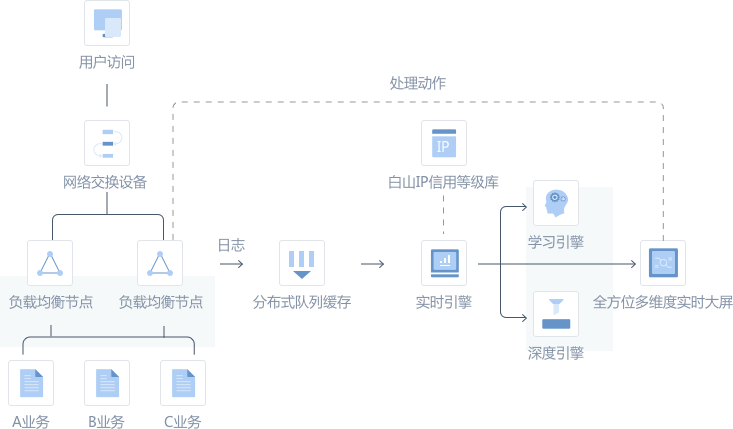 用户访问
处理动作
IP
网络交换设备
白山IP信用等级库
日志
学习引擎
负载均衡节点
负载均衡节点
分布式队列缓存
实时引擎
全方位多维度实时大屏
深度引擎
A业务
B业务
C业务